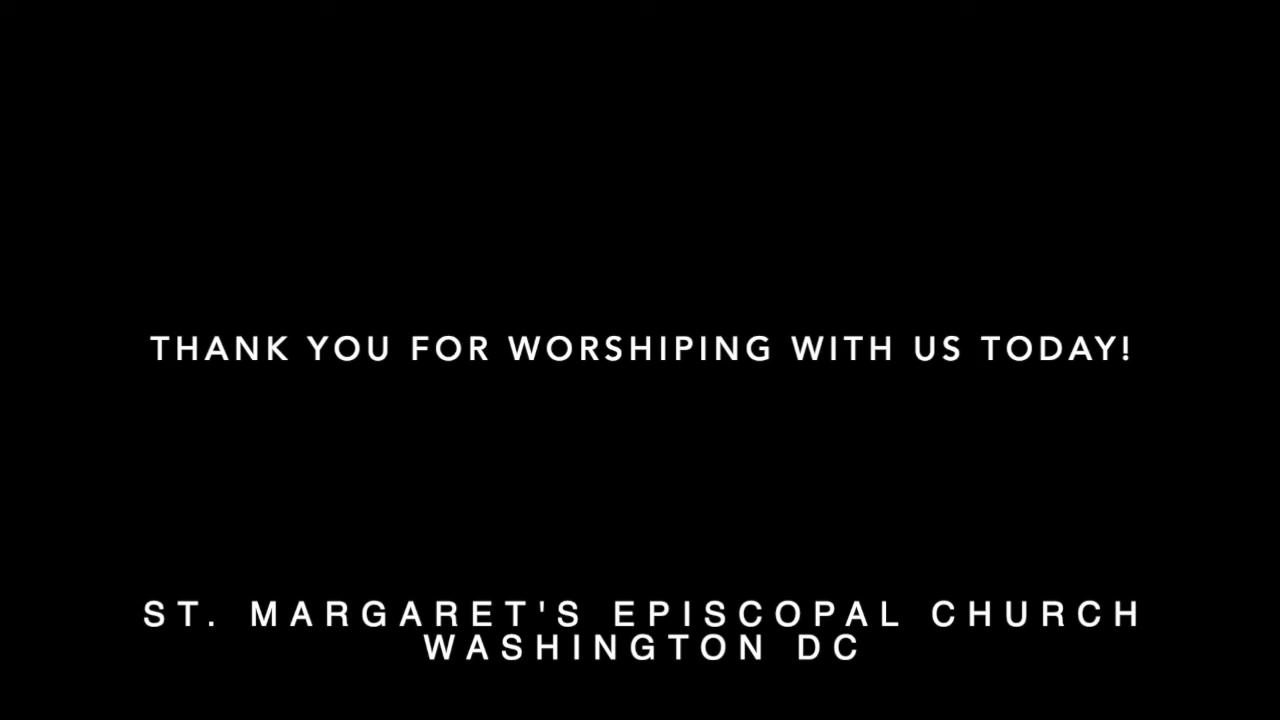 THANK YOU FOR WORSHIPING WITH US TODAY!
ST. MARGARET'S EPISCOPAL CHURCH
WASHINGTON DC